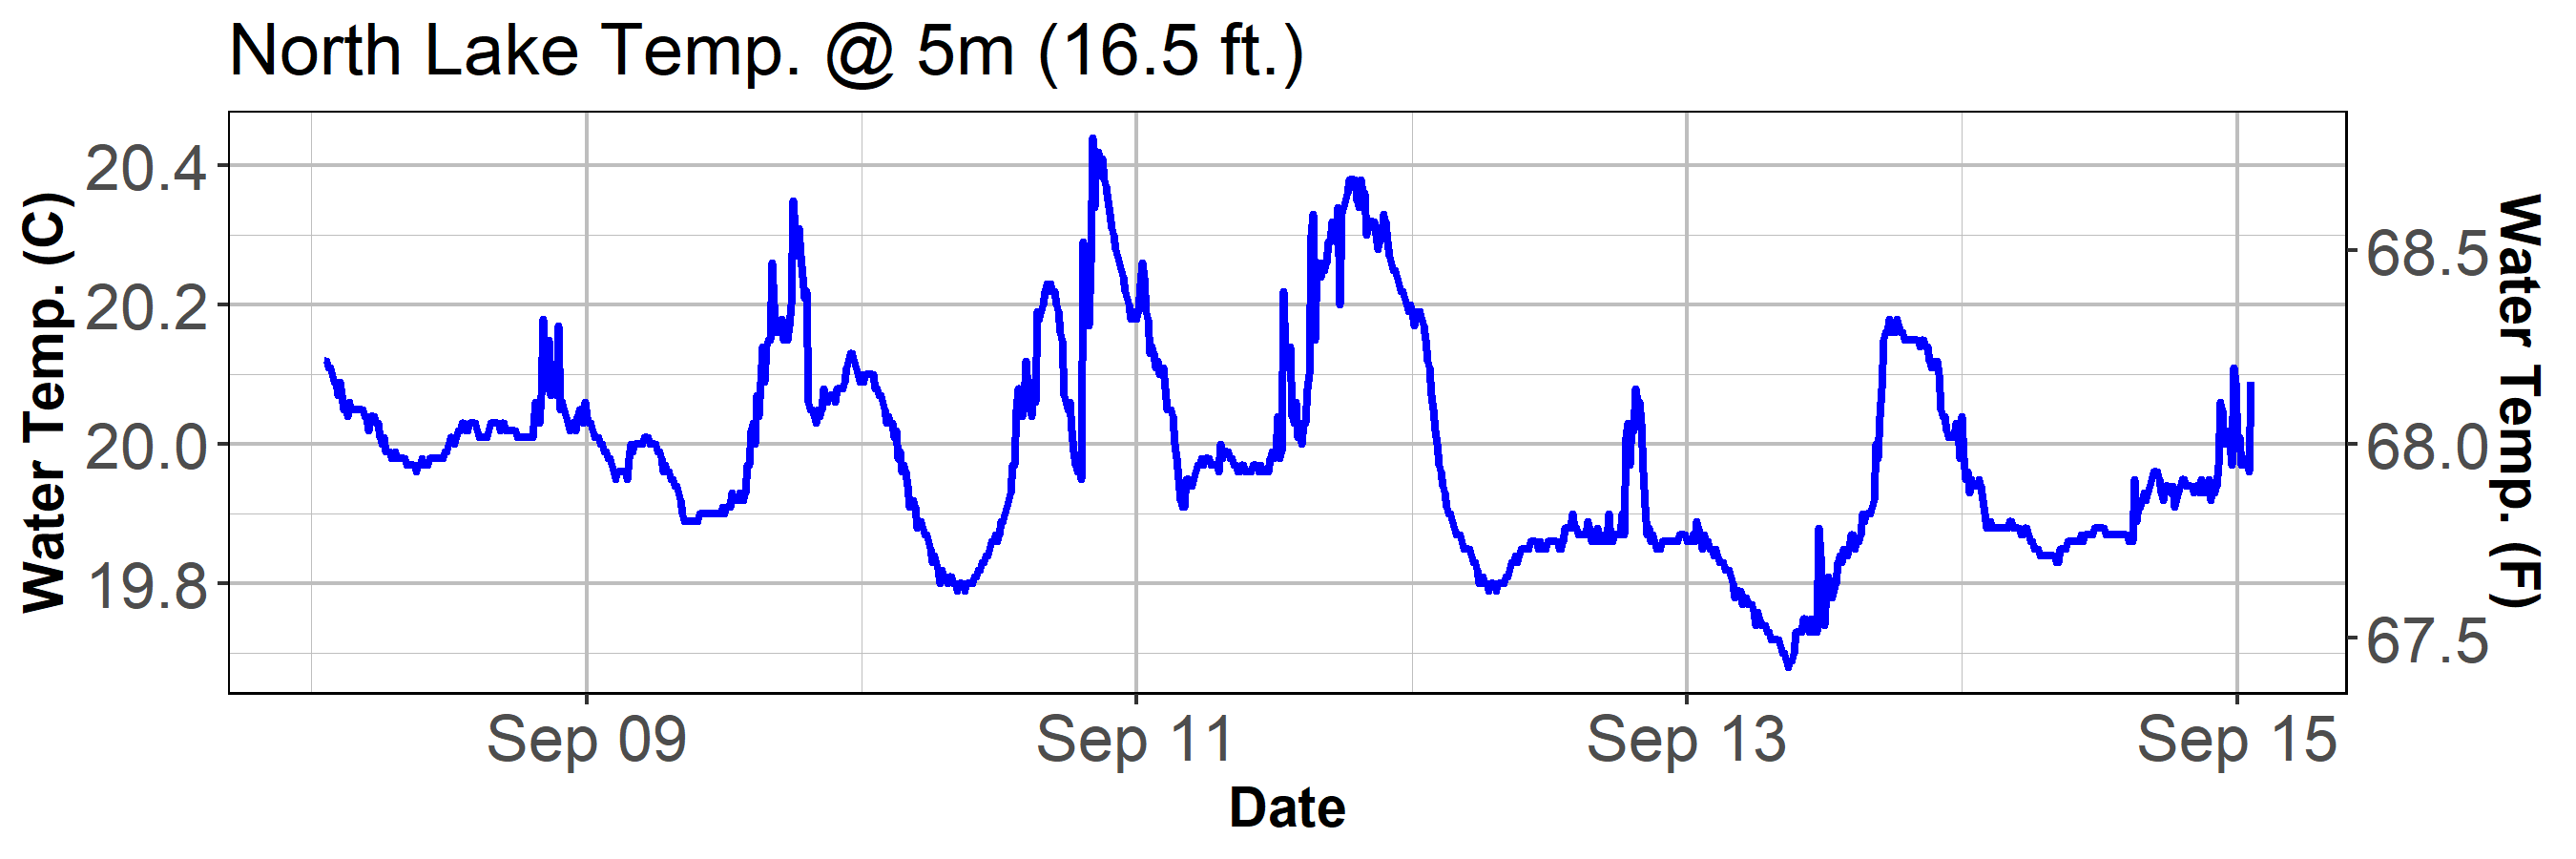 North Lake Temp. @ 5m (16.5 ft.)
Water Temp. (C)
20.4
20.2
20.0
19.8
68.5
68.0
67.5
Water Temp. (F)
Sep 09
Sep 11
Sep 13
Sep 15
Date